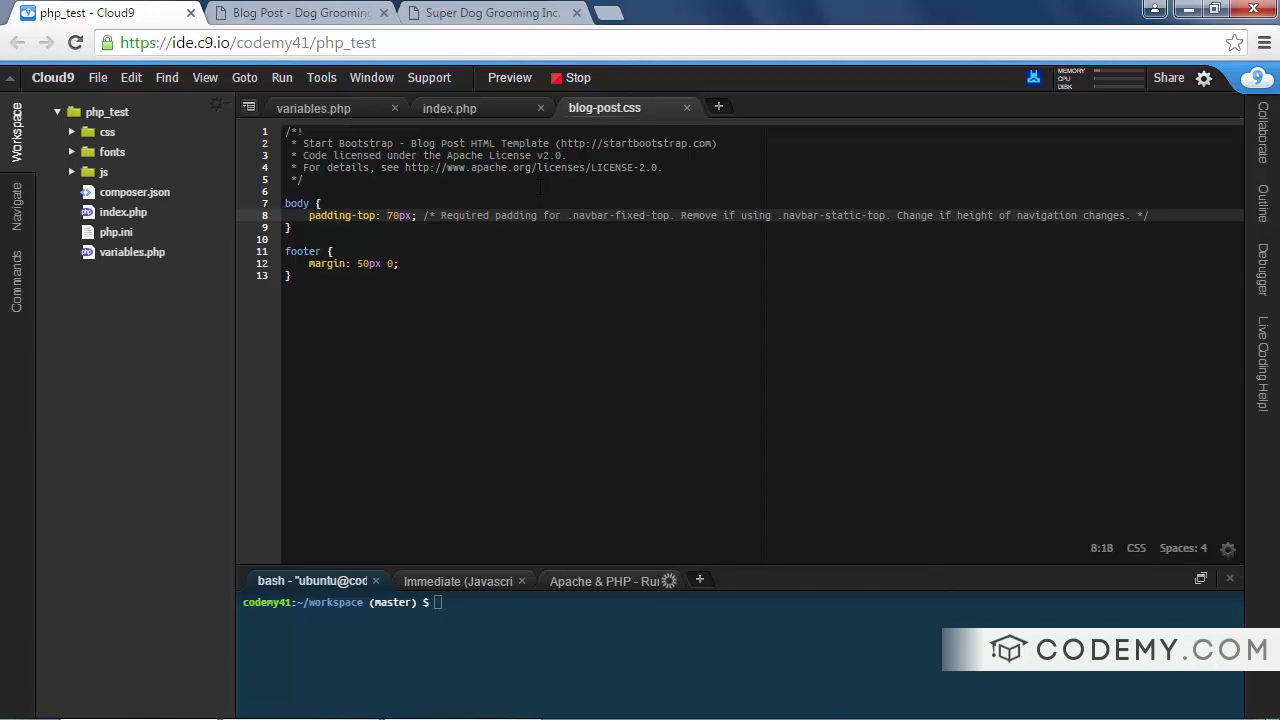 php_test - Cloud9
Blog Post - Dog Grooming
Super Dog Grooming Inc.
https://ide.c9.io/codemy41/php_test
Cloud9 File Edit Find View Goto Run Tools Window Support Preview Stop MEMORY CPU DISK Share
Workspace
Navigate
Commands
php_test
css
fonts
js
composer.json
index.php
php.ini
variables.php
variables.php index.php blog-post.css
1 /*!
2 * Start Bootstrap - Blog Post HTML Template (http://startbootstrap.com)
3 * Code licensed under the Apache License v2.0.
4 * For details, see http://www.apache.org/licenses/LICENSE-2.0.
5 */
6
7 body {
8 padding-top: 70px; /* Required padding for .navbar-fixed-top. Remove if using .navbar-static-top. Change if height of navigation changes. */
9 }
10
11 footer {
12 margin: 50px 0;
13 }
8:18 CSS Spaces: 4
Collaborate
Outline
Debugger
Live Coding Help!
bash - "ubuntu@cod Immediate (Javascri Apache & PHP - Run
codemy41:~/workspace (master) $
CODEMY.COM